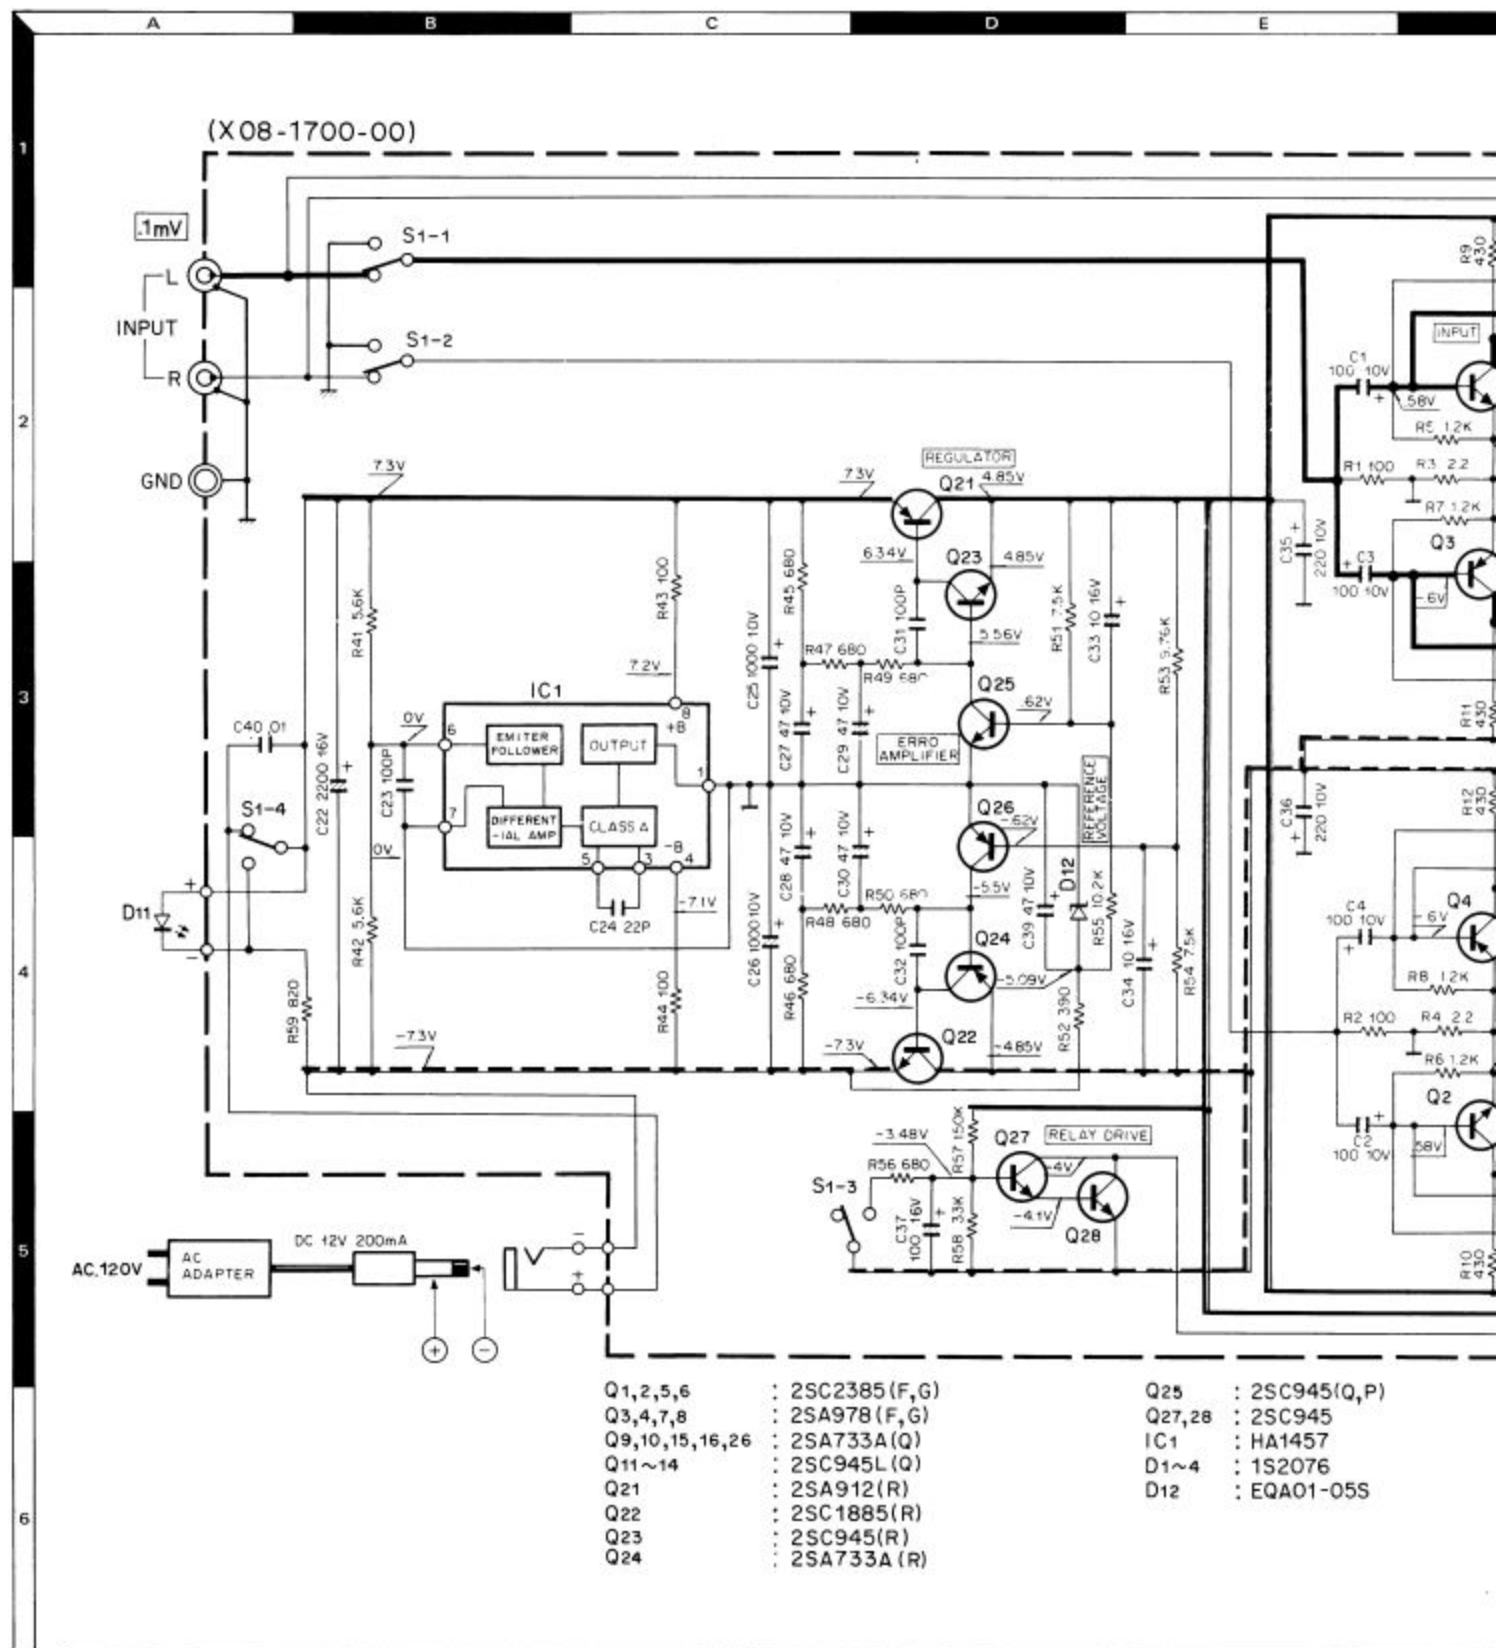 A B C D E
1
(X08-1700-00)
.1mV
S1-1
L
INPUT
R
S1-2
R9 430
INPUT
C1
100 10V
.58V
R5 1.2K
2
GND
7.3V
REGULATOR
7.3V
Q21
4.85V
R1 100
R3 2.2
R7 1.2K
6.34V
Q23
4.85V
C35 220 10V
Q3
C3
100 10V
-.6V
R41 5.6K
R43 100
R45 680
C31 100P
5.56V
R51 7.5K
C33 10 16V
R53 9.76K
3
IC1
7.2V
C25 1000 10V
R47 680
R49 680
Q25
.62V
C40 .01
0V
6
EMITER
FOLLOWER
OUTPUT
+B
8
1
C27 47 10V
C29 47 10V
ERRO
AMPLIFIER
R11 430
C22 2200 16V
C23 100P
S1-4
7
DIFFERENT
-IAL AMP
CLASS A
-B
5
3
4
0V
Q26
-.62V
REFERENCE
VOLTAGE
C36 220 10V
R12 430
C28 47 10V
C30 47 10V
+
D11
-
R42 5.6K
C24 22P
-7.1V
C26 1000 10V
R48 680
R50 680
-5.5V
C39 47 10V
D12
R55 10.2K
C4
100 10V
-.6V
Q4
4
R59 820
R44 100
R46 680
C32 100P
Q24
-6.34V
-5.09V
C34 10 16V
R54 7.5K
R8 1.2K
-7.3V
-7.3V
Q22
-4.85V
R52 390
R2 100
R4 2.2
R6 1.2K
Q2
C2
100 10V
.58V
-3.48V
R57 150K
Q27
RELAY DRIVE
R56 680
-4V
S1-3
C37 100 16V
R58 33K
-4.1V
Q28
5
AC.120V
AC
ADAPTER
DC 12V 200mA
-
+
+
-
R10 430
Q1,2,5,6 : 2SC2385(F,G)
Q3,4,7,8 : 2SA978(F,G)
Q9,10,15,16,26 : 2SA733A(Q)
Q11~14 : 2SC945L(Q)
Q21 : 2SA912(R)
Q22 : 2SC1885(R)
Q23 : 2SC945(R)
Q24 : 2SA733A(R)
Q25 : 2SC945(Q,P)
Q27,28 : 2SC945
IC1 : HA1457
D1~4 : 1S2076
D12 : EQA01-05S
6